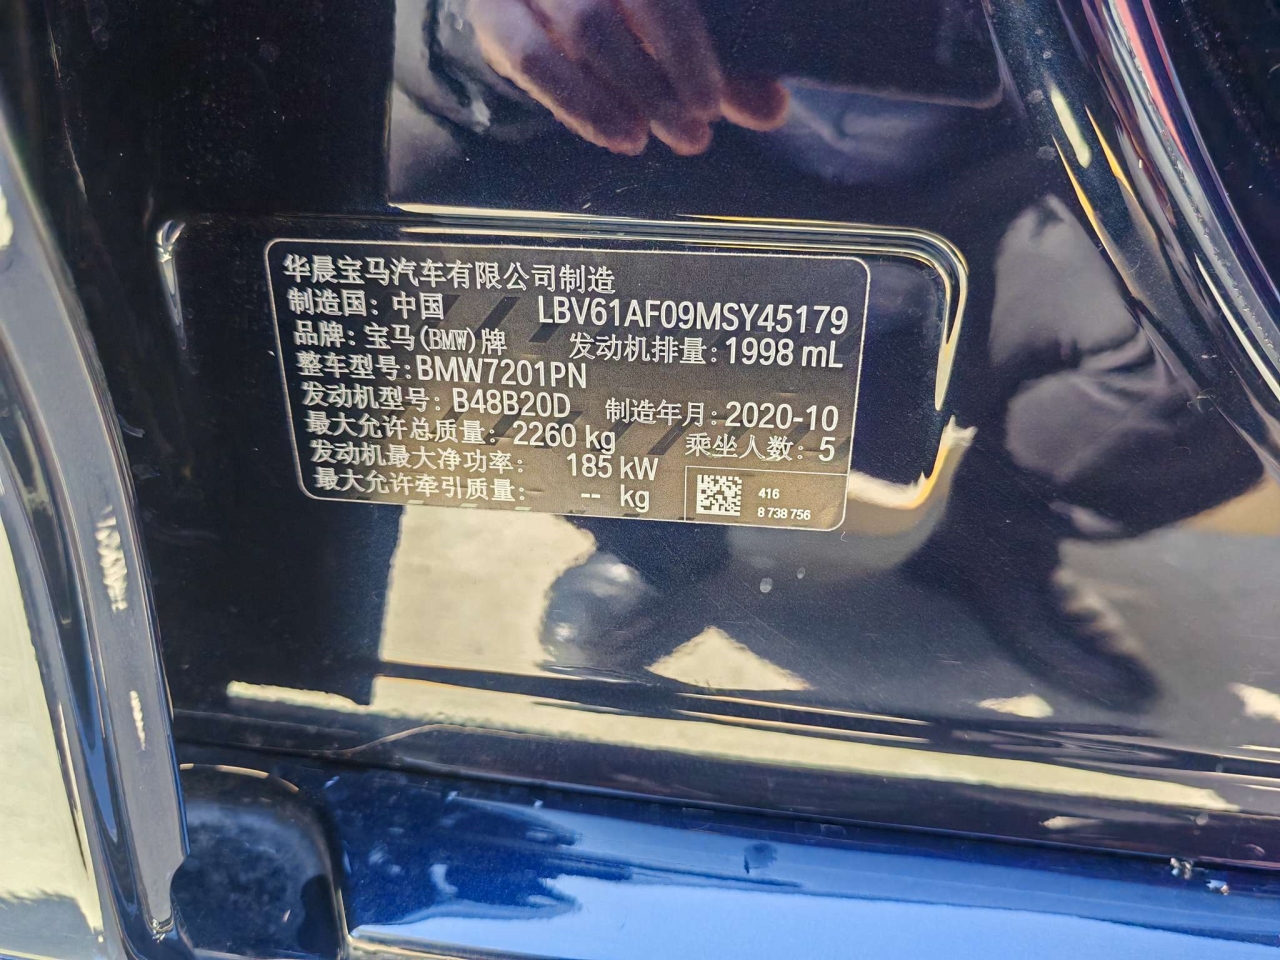 华晨宝马汽车有限公司制造
制造国：中国 LBV61AF09MSY45179
品牌：宝马(BMW)牌 发动机排量：1998 mL
整车型号：BMW7201PN
发动机型号：B48B20D 制造年月：2020-10
最大允许总质量：2260 kg 乘坐人数：5
发动机最大净功率： 185 kW
最大允许牵引质量： -- kg
416
8 738 756